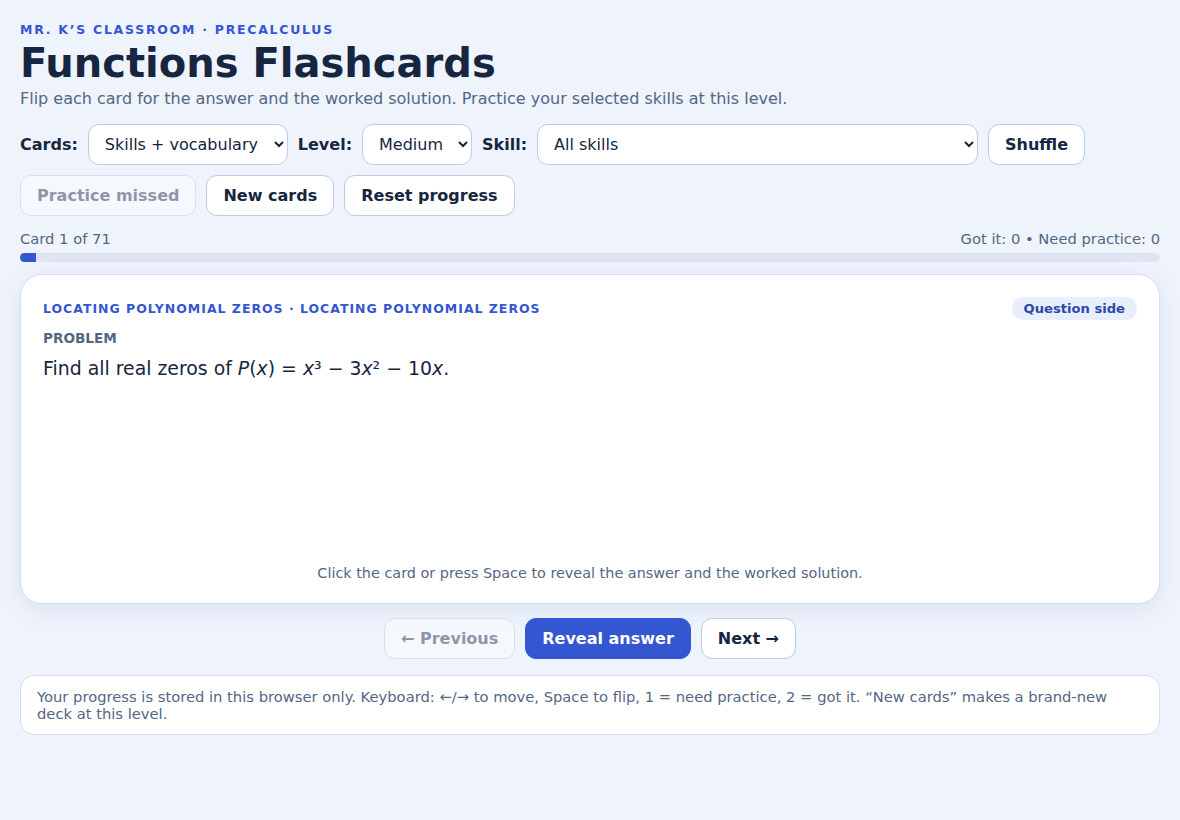 MR. K’S CLASSROOM · PRECALCULUS
Functions Flashcards
Flip each card for the answer and the worked solution. Practice your selected skills at this level.
Cards: Skills + vocabulary Level: Medium Skill: All skills Shuffle
Practice missed New cards Reset progress
Card 1 of 71 Got it: 0 • Need practice: 0
LOCATING POLYNOMIAL ZEROS · LOCATING POLYNOMIAL ZEROS Question side
PROBLEM
Find all real zeros of P(x) = x³ − 3x² − 10x.
Click the card or press Space to reveal the answer and the worked solution.
← Previous Reveal answer Next →
Your progress is stored in this browser only. Keyboard: ←/→ to move, Space to flip, 1 = need practice, 2 = got it. “New cards” makes a brand-new
deck at this level.